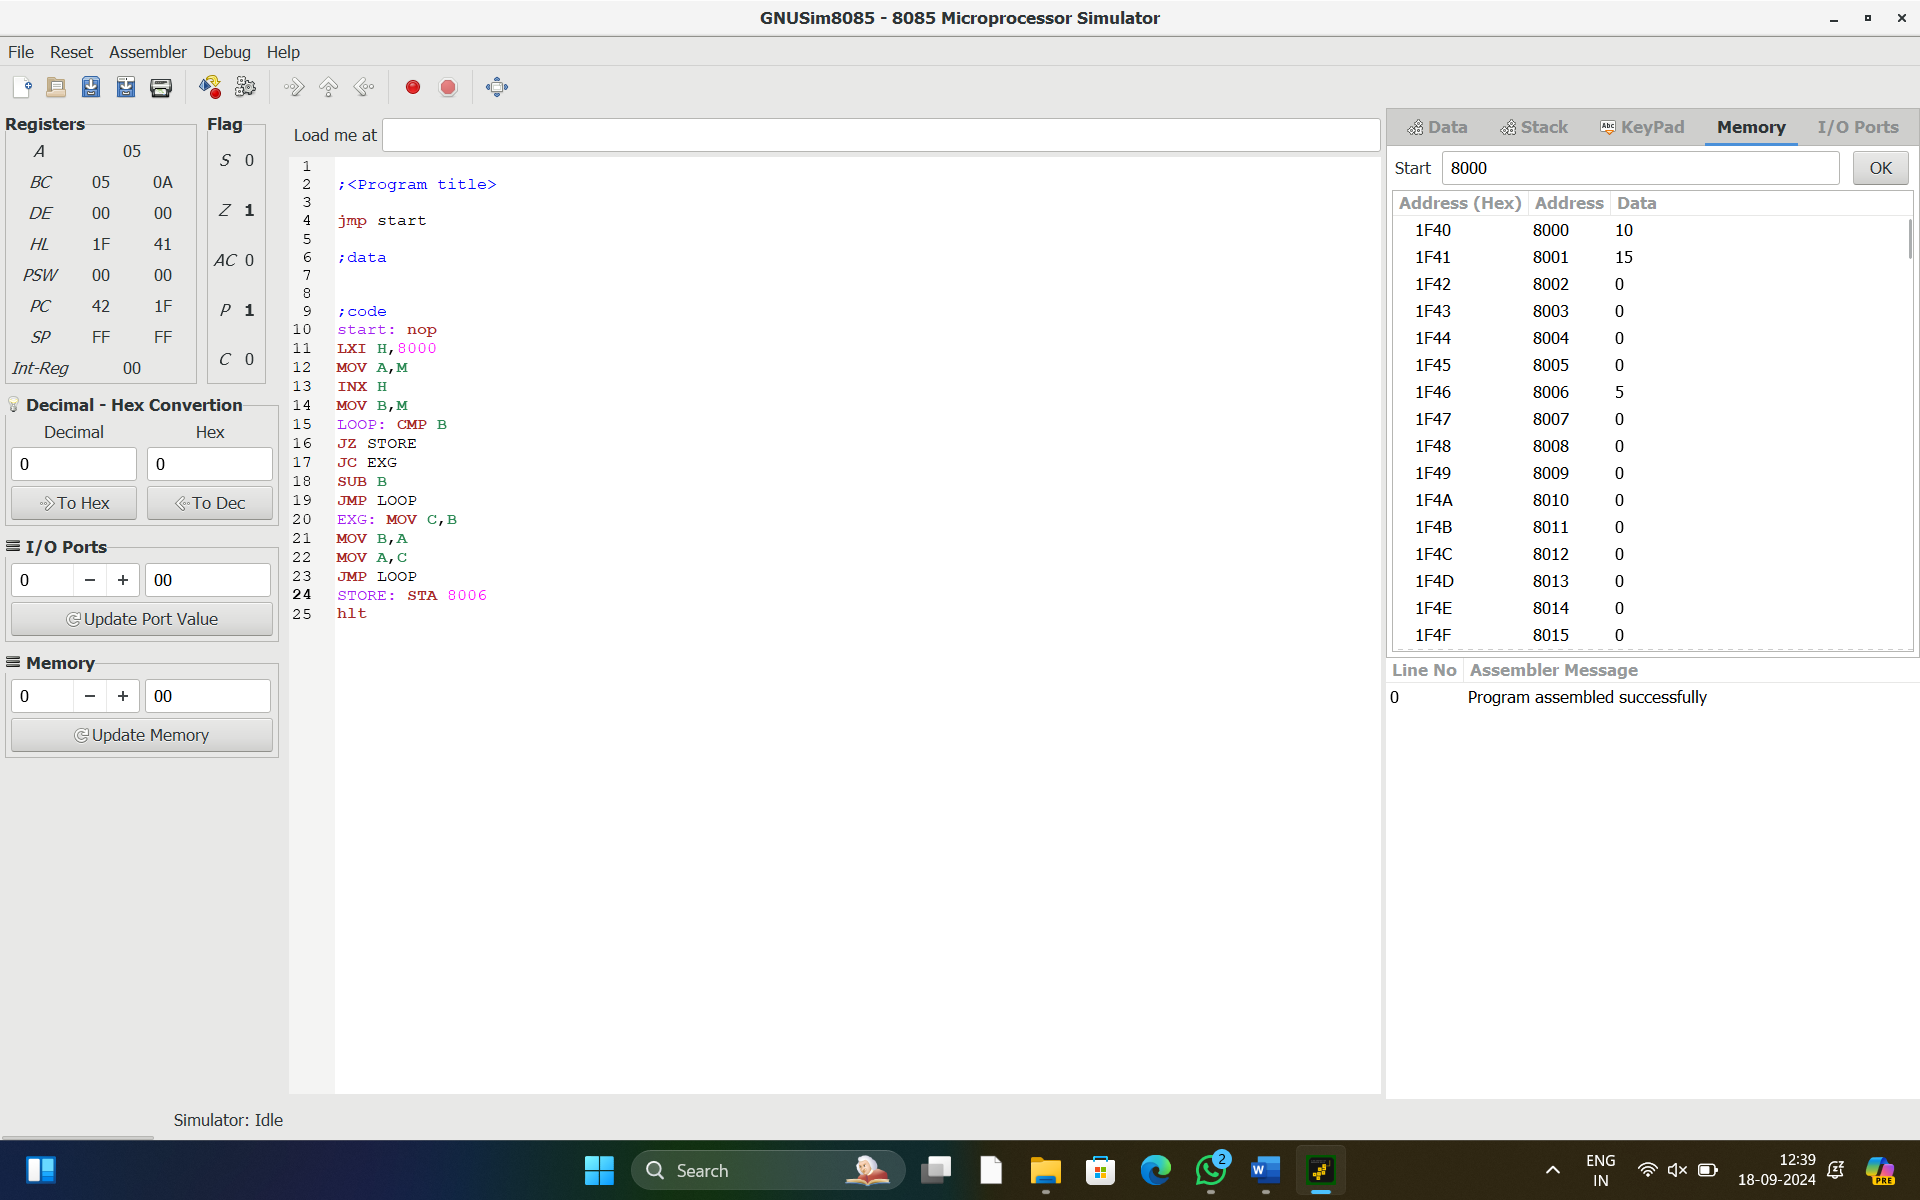 GNUSim8085 - 8085 Microprocessor Simulator
File Reset Assembler Debug Help
Registers
A 05
BC 05 0A
DE 00 00
HL 1F 41
PSW 00 00
PC 42 1F
SP FF FF
Int-Reg 00
Flag
S 0
Z 1
AC 0
P 1
C 0
Decimal - Hex Convertion
Decimal Hex
0 0
To Hex To Dec
I/O Ports
0 − + 00
Update Port Value
Memory
0 − + 00
Update Memory
Load me at
1
2 ;<Program title>
3
4 jmp start
5
6 ;data
7
8
9 ;code
10 start: nop
11 LXI H,8000
12 MOV A,M
13 INX H
14 MOV B,M
15 LOOP: CMP B
16 JZ STORE
17 JC EXG
18 SUB B
19 JMP LOOP
20 EXG: MOV C,B
21 MOV B,A
22 MOV A,C
23 JMP LOOP
24 STORE: STA 8006
25 hlt
Data Stack Abc KeyPad Memory I/O Ports
Start 8000 OK
Address (Hex) Address Data
1F40 8000 10
1F41 8001 15
1F42 8002 0
1F43 8003 0
1F44 8004 0
1F45 8005 0
1F46 8006 5
1F47 8007 0
1F48 8008 0
1F49 8009 0
1F4A 8010 0
1F4B 8011 0
1F4C 8012 0
1F4D 8013 0
1F4E 8014 0
1F4F 8015 0
Line No Assembler Message
0 Program assembled successfully
Simulator: Idle
Search
2
W
ENG
IN
12:39
18-09-2024
PRE